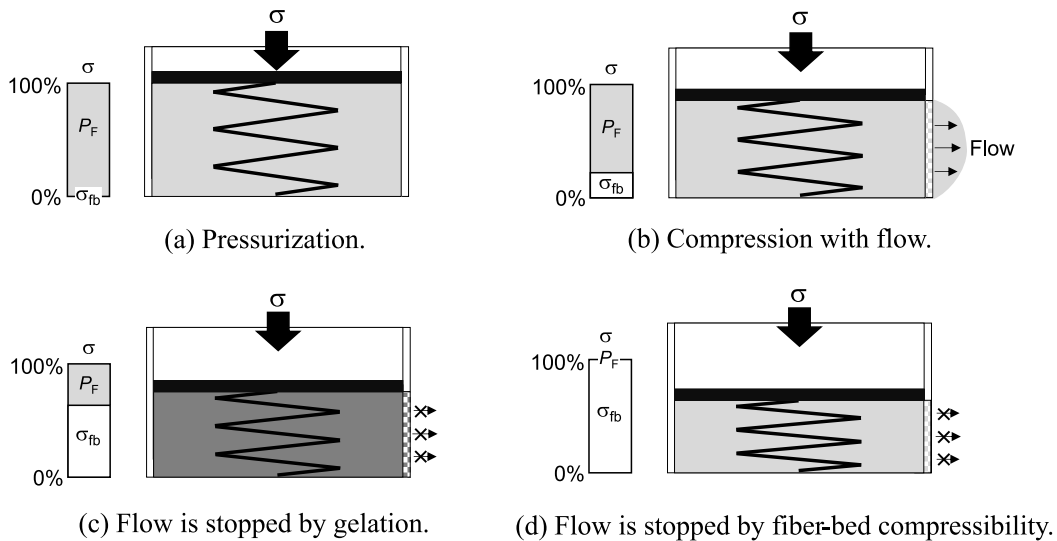 σ
σ
100%
P_F
0%
σ_fb
(a) Pressurization.
σ
σ
100%
P_F
σ_fb
0%
Flow
(b) Compression with flow.
σ
σ
100%
P_F
σ_fb
0%
(c) Flow is stopped by gelation.
σ
σ
100%
P_F
σ_fb
0%
(d) Flow is stopped by fiber-bed compressibility.